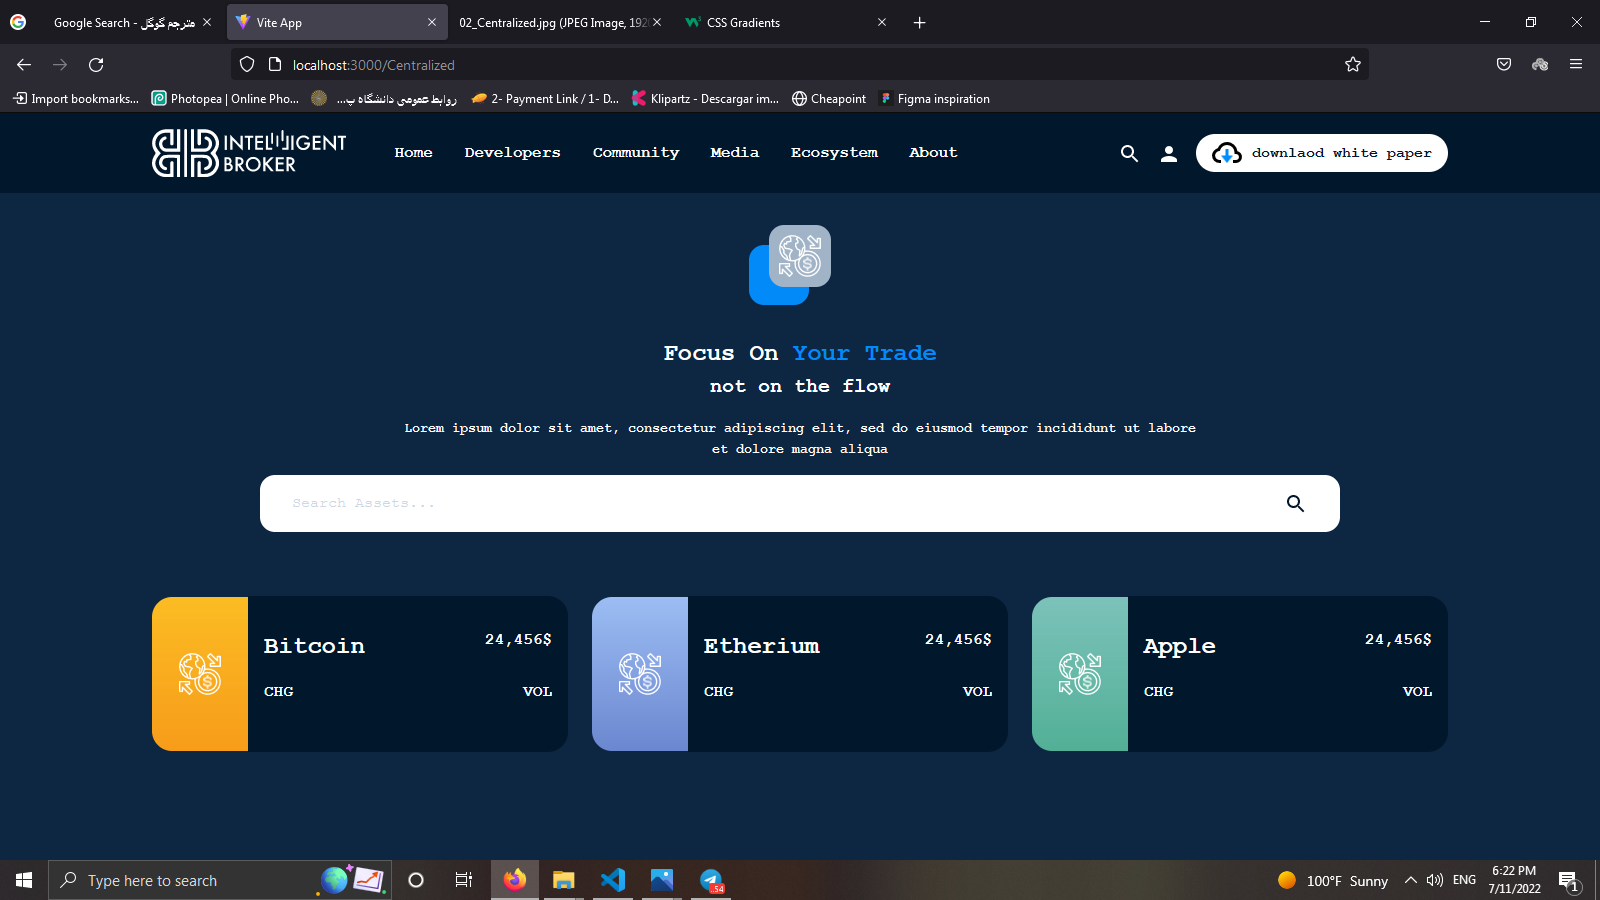 Google Search - مترجم گوگل
Vite App
02_Centralized.jpg (JPEG Image, 192
CSS Gradients
localhost:3000/Centralized
Import bookmarks...
Photopea | Online Pho...
روابط عمومی دانشگاه پ...
2- Payment Link / 1- D...
Klipartz - Descargar im...
Cheapoint
Figma inspiration
INTELLIGENT
BROKER
Home
Developers
Community
Media
Ecosystem
About
downlaod white paper
Focus On Your Trade
not on the flow
Lorem ipsum dolor sit amet, consectetur adipiscing elit, sed do eiusmod tempor incididunt ut labore
et dolore magna aliqua
Search Assets...
Bitcoin
24,456$
CHG
VOL
Etherium
24,456$
CHG
VOL
Apple
24,456$
CHG
VOL
Type here to search
54
100°F Sunny
ENG
6:22 PM
7/11/2022
1